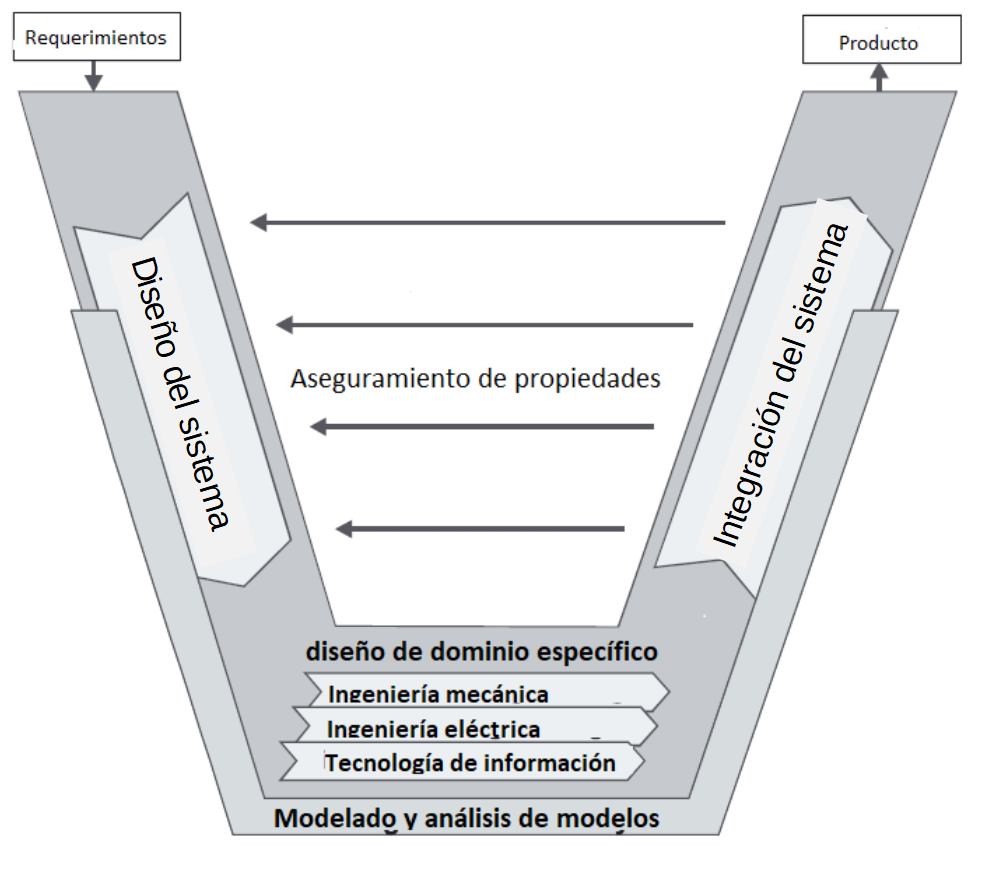 Requerimientos
Producto
Diseño del sistema
Integración del sistema
Aseguramiento de propiedades
diseño de dominio específico
Ingeniería mecánica
Ingeniería eléctrica
Tecnología de información
Modelado y análisis de modelos